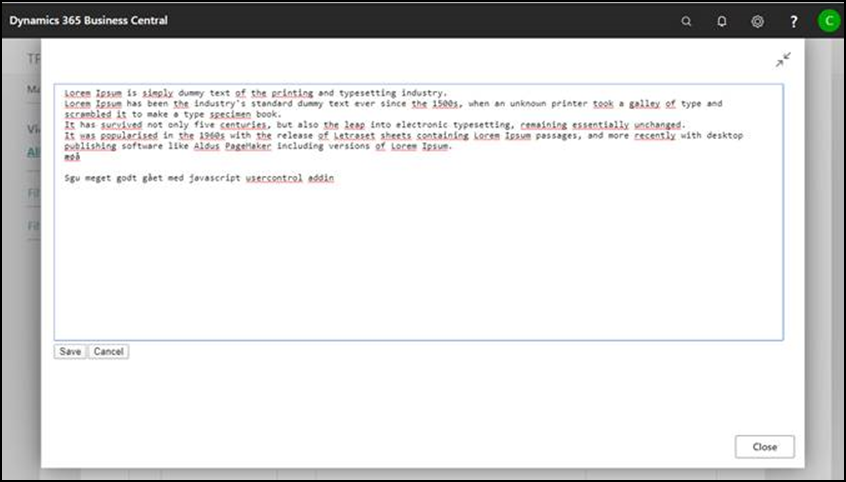 Dynamics 365 Business Central
?
C
Lorem Ipsum is simply dummy text of the printing and typesetting industry.
Lorem Ipsum has been the industry's standard dummy text ever since the 1500s, when an unknown printer took a galley of type and
scrambled it to make a type specimen book.
It has survived not only five centuries, but also the leap into electronic typesetting, remaining essentially unchanged.
It was popularised in the 1960s with the release of Letraset sheets containing Lorem Ipsum passages, and more recently with desktop
publishing software like Aldus PageMaker including versions of Lorem Ipsum.
æøå
Sgu meget godt gået med javascript usercontrol addin
Save Cancel
Close